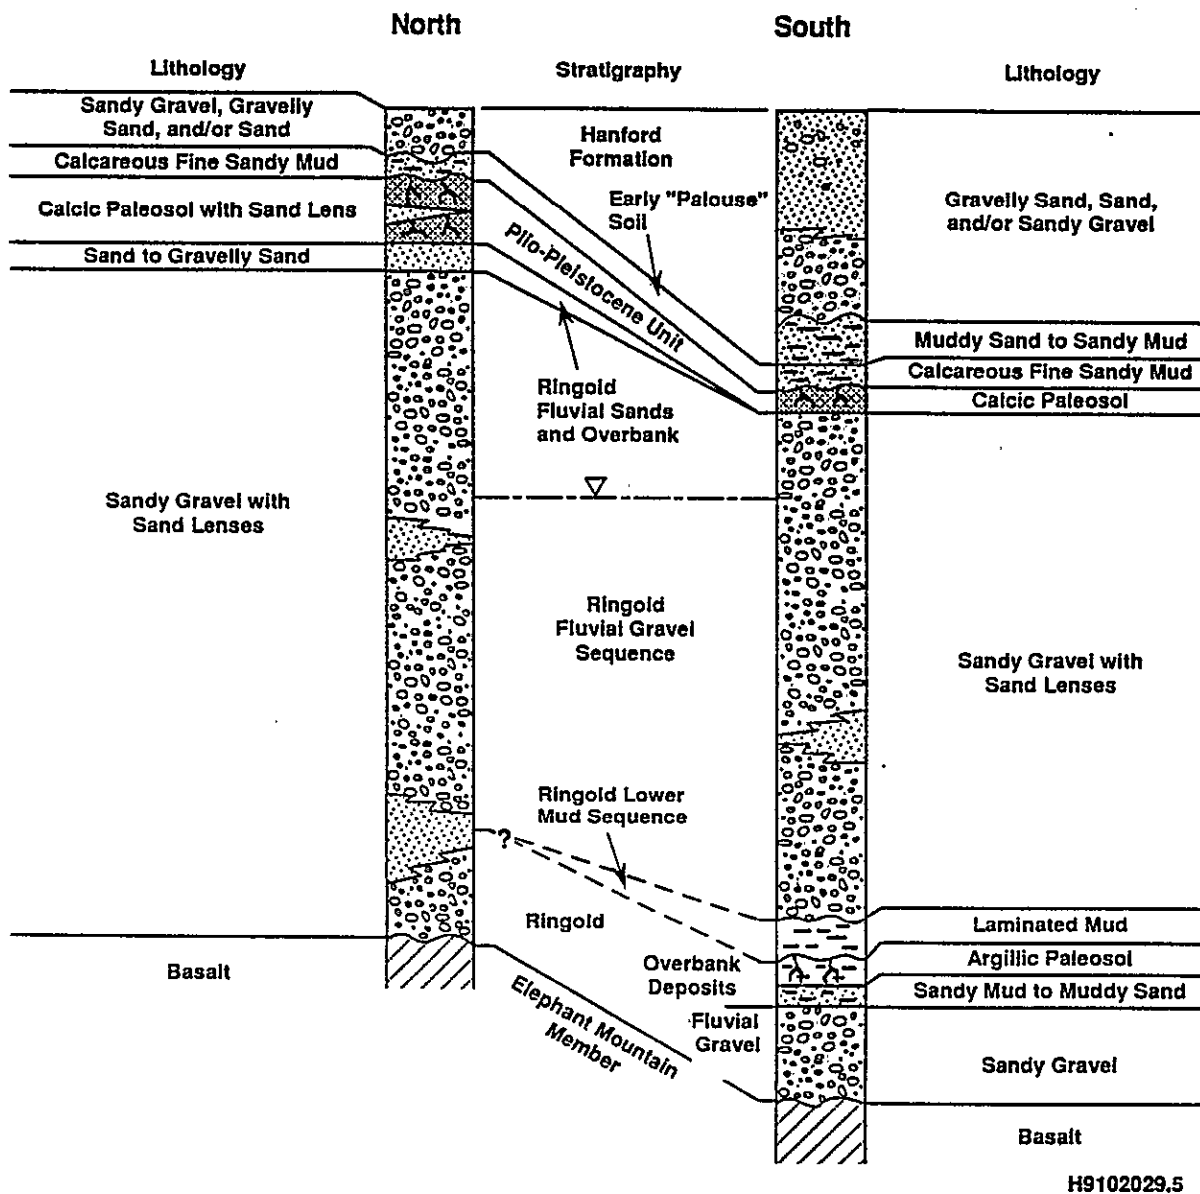 North
South
Lithology
Stratigraphy
Lithology
Sandy Gravel, Gravelly
Sand, and/or Sand
Calcareous Fine Sandy Mud
Calcic Paleosol with Sand Lens
Sand to Gravelly Sand
Sandy Gravel with
Sand Lenses
Basalt
Hanford
Formation
Early "Palouse"
Soil
Plio-Pleistocene Unit
Ringold
Fluvial Sands
and Overbank
Ringold
Fluvial Gravel
Sequence
Ringold Lower
Mud Sequence
?
Ringold
Overbank
Deposits
Fluvial
Gravel
Elephant Mountain
Member
Gravelly Sand, Sand,
and/or Sandy Gravel
Muddy Sand to Sandy Mud
Calcareous Fine Sandy Mud
Calcic Paleosol
Sandy Gravel with
Sand Lenses
Laminated Mud
Argillic Paleosol
Sandy Mud to Muddy Sand
Sandy Gravel
Basalt
H9102029.5